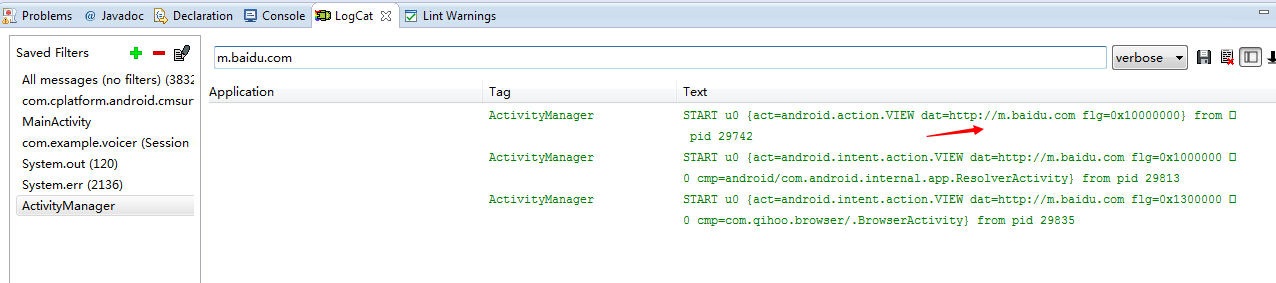 Problems @ Javadoc Declaration Console LogCat Lint Warnings
Saved Filters
m.baidu.com
verbose
All messages (no filters) (3832
com.cplatform.android.cmsur
MainActivity
com.example.voicer (Session
System.out (120)
System.err (2136)
ActivityManager
Application Tag Text
ActivityManager START u0 {act=android.action.VIEW dat=http://m.baidu.com flg=0x10000000} from
pid 29742
ActivityManager START u0 {act=android.intent.action.VIEW dat=http://m.baidu.com flg=0x1000000
0 cmp=android/com.android.internal.app.ResolverActivity} from pid 29813
ActivityManager START u0 {act=android.intent.action.VIEW dat=http://m.baidu.com flg=0x1300000
0 cmp=com.qihoo.browser/.BrowserActivity} from pid 29835